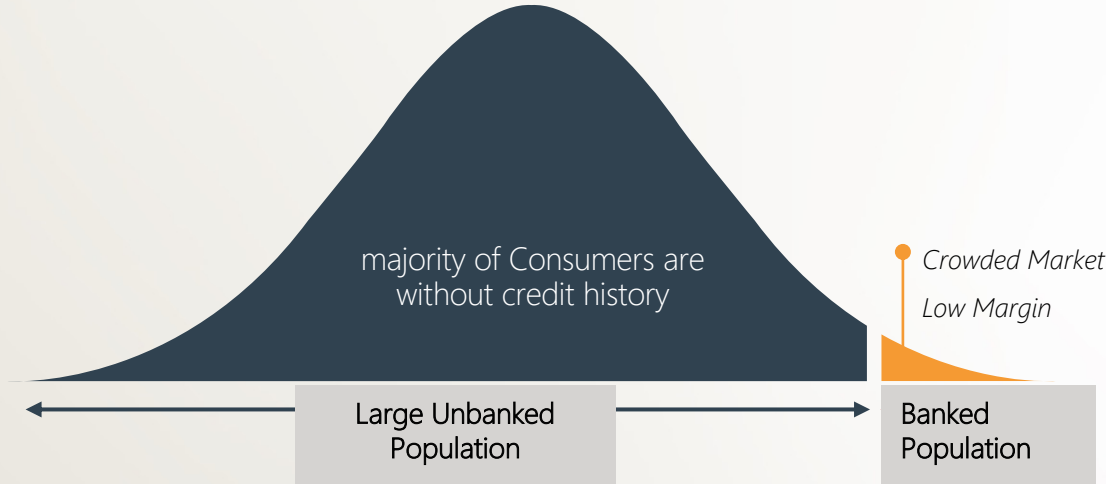 majority of Consumers are
without credit history
Crowded Market
Low Margin
Large Unbanked
Population
Banked
Population